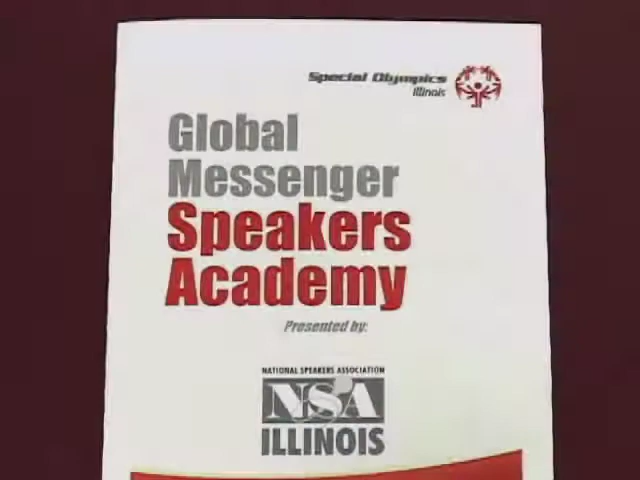 Special Olympics
Illinois
Global
Messenger
Speakers
Academy
Presented by:
NATIONAL SPEAKERS ASSOCIATION
NSA
ILLINOIS